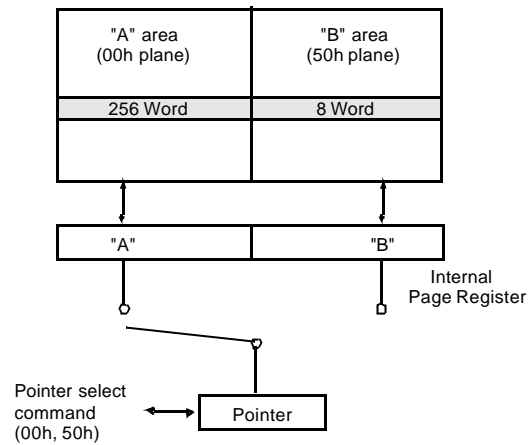 "A" area
(00h plane)
"B" area
(50h plane)
256 Word
8 Word
"A"
"B"
Internal
Page Register
Pointer select
command
(00h, 50h)
Pointer